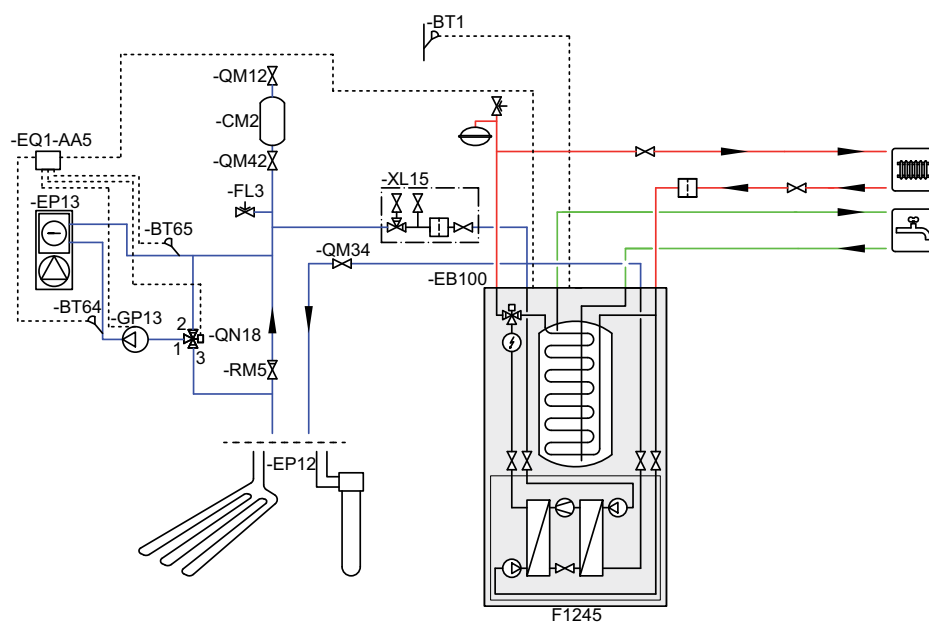 -BT1
-QM12
-CM2
-EQ1-AA5
-QM42
-XL15
-FL3
-EP13
-BT65
-QM34
-EB100
-BT64
-GP13
2
-QN18
1
3
-RM5
-EP12
F1245